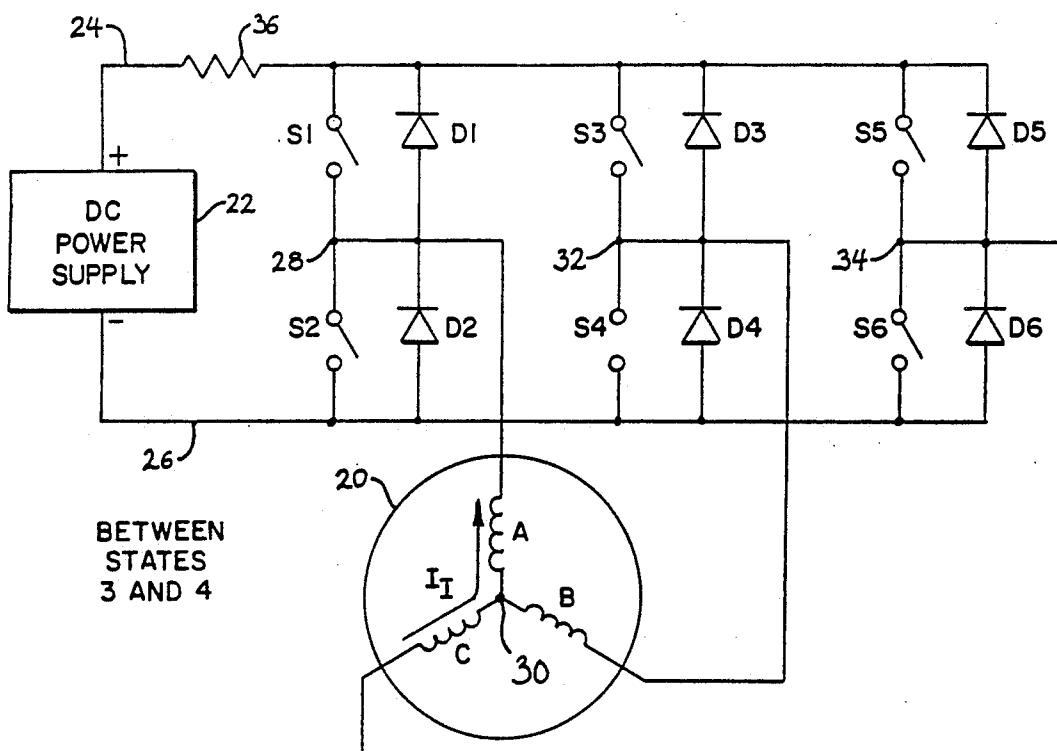 24
36
S1
D1
S3
D3
S5
D5
+
DC
POWER
SUPPLY
22
28
32
34
-
S2
D2
S4
D4
S6
D6
26
20
BETWEEN
STATES
3 AND 4
A
II
B
C
30